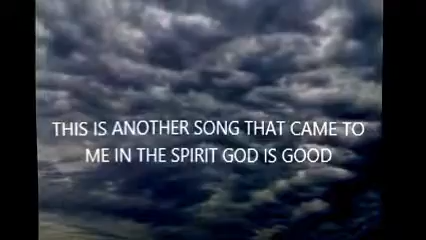 THIS IS ANOTHER SONG THAT CAME TO
ME IN THE SPIRIT GOD IS GOOD